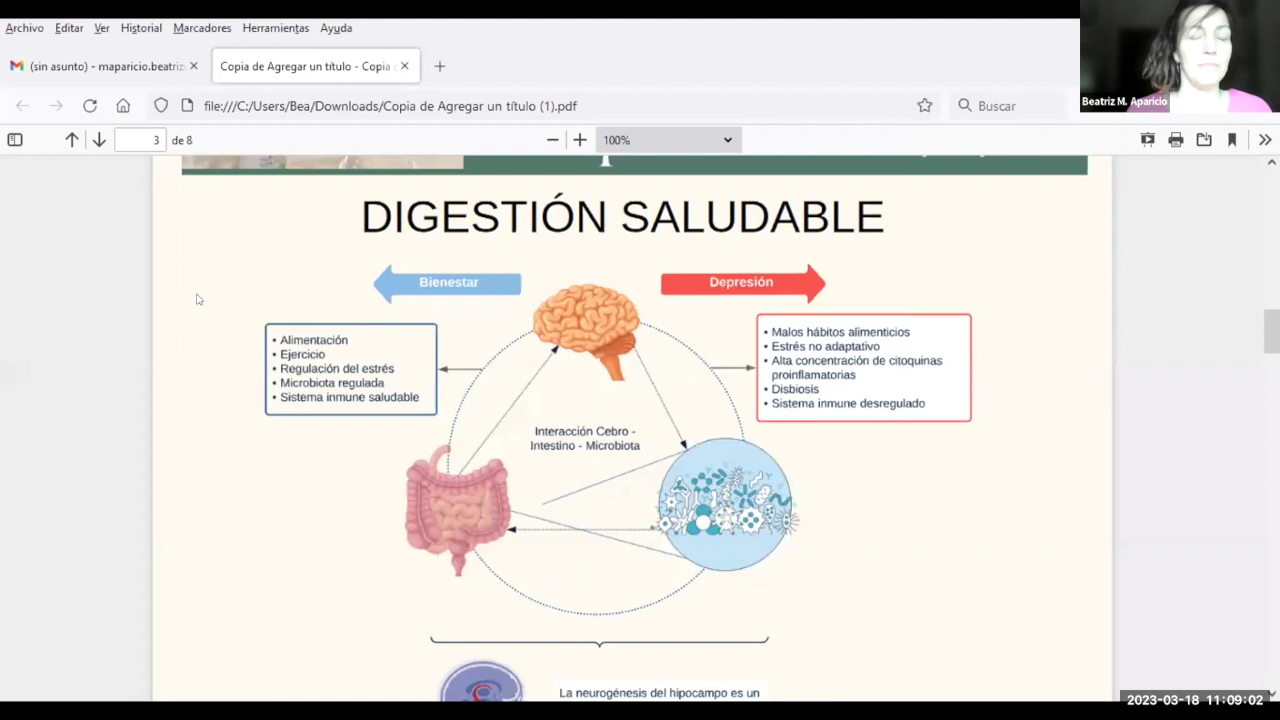 Archivo Editar Ver Historial Marcadores Herramientas Ayuda
(sin asunto) - maparicio.beatriz
Copia de Agregar un título - Copia
file:///C:/Users/Bea/Downloads/Copia de Agregar un título (1).pdf
Buscar
Beatriz M. Aparicio
3 de 8
100%
DIGESTIÓN SALUDABLE
Bienestar
Depresión
• Alimentación
• Ejercicio
• Regulación del estrés
• Microbiota regulada
• Sistema inmune saludable
• Malos hábitos alimenticios
• Estrés no adaptativo
• Alta concentración de citoquinas
proinflamatorias
• Disbiosis
• Sistema inmune desregulado
Interacción Cebro -
Intestino - Microbiota
La neurogénesis del hipocampo es un
2023-03-18 11:09:02